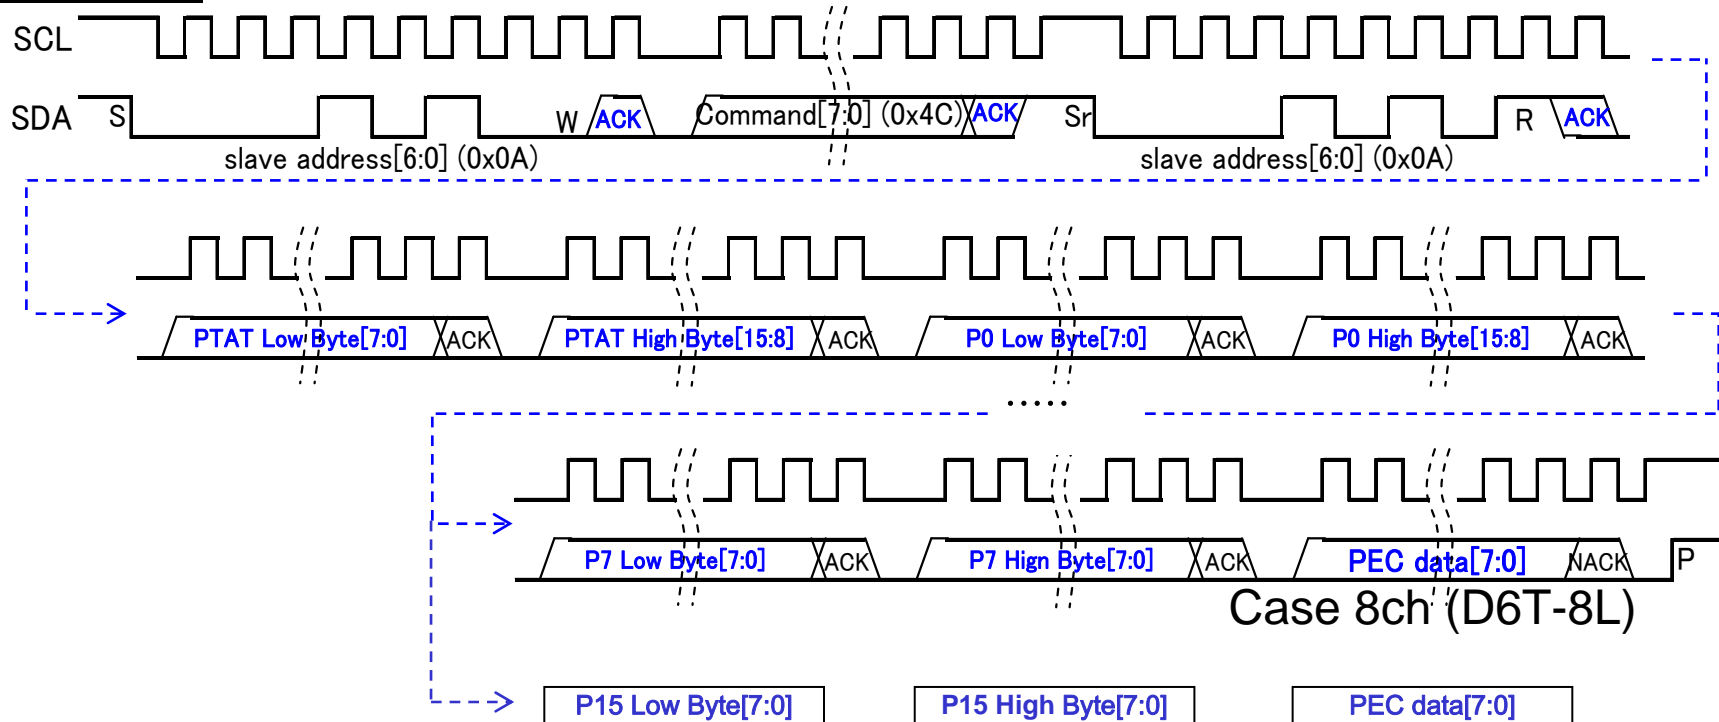 SCL
SDA S W ACK Command[7:0] (0x4C) ACK Sr R ACK
slave address[6:0] (0x0A) slave address[6:0] (0x0A)
PTAT Low Byte[7:0] ACK PTAT High Byte[15:8] ACK P0 Low Byte[7:0] ACK P0 High Byte[15:8] ACK
.....
P7 Low Byte[7:0] ACK P7 Hign Byte[7:0] ACK PEC data[7:0] NACK P
Case 8ch (D6T-8L)
P15 Low Byte[7:0] P15 High Byte[7:0] PEC data[7:0]